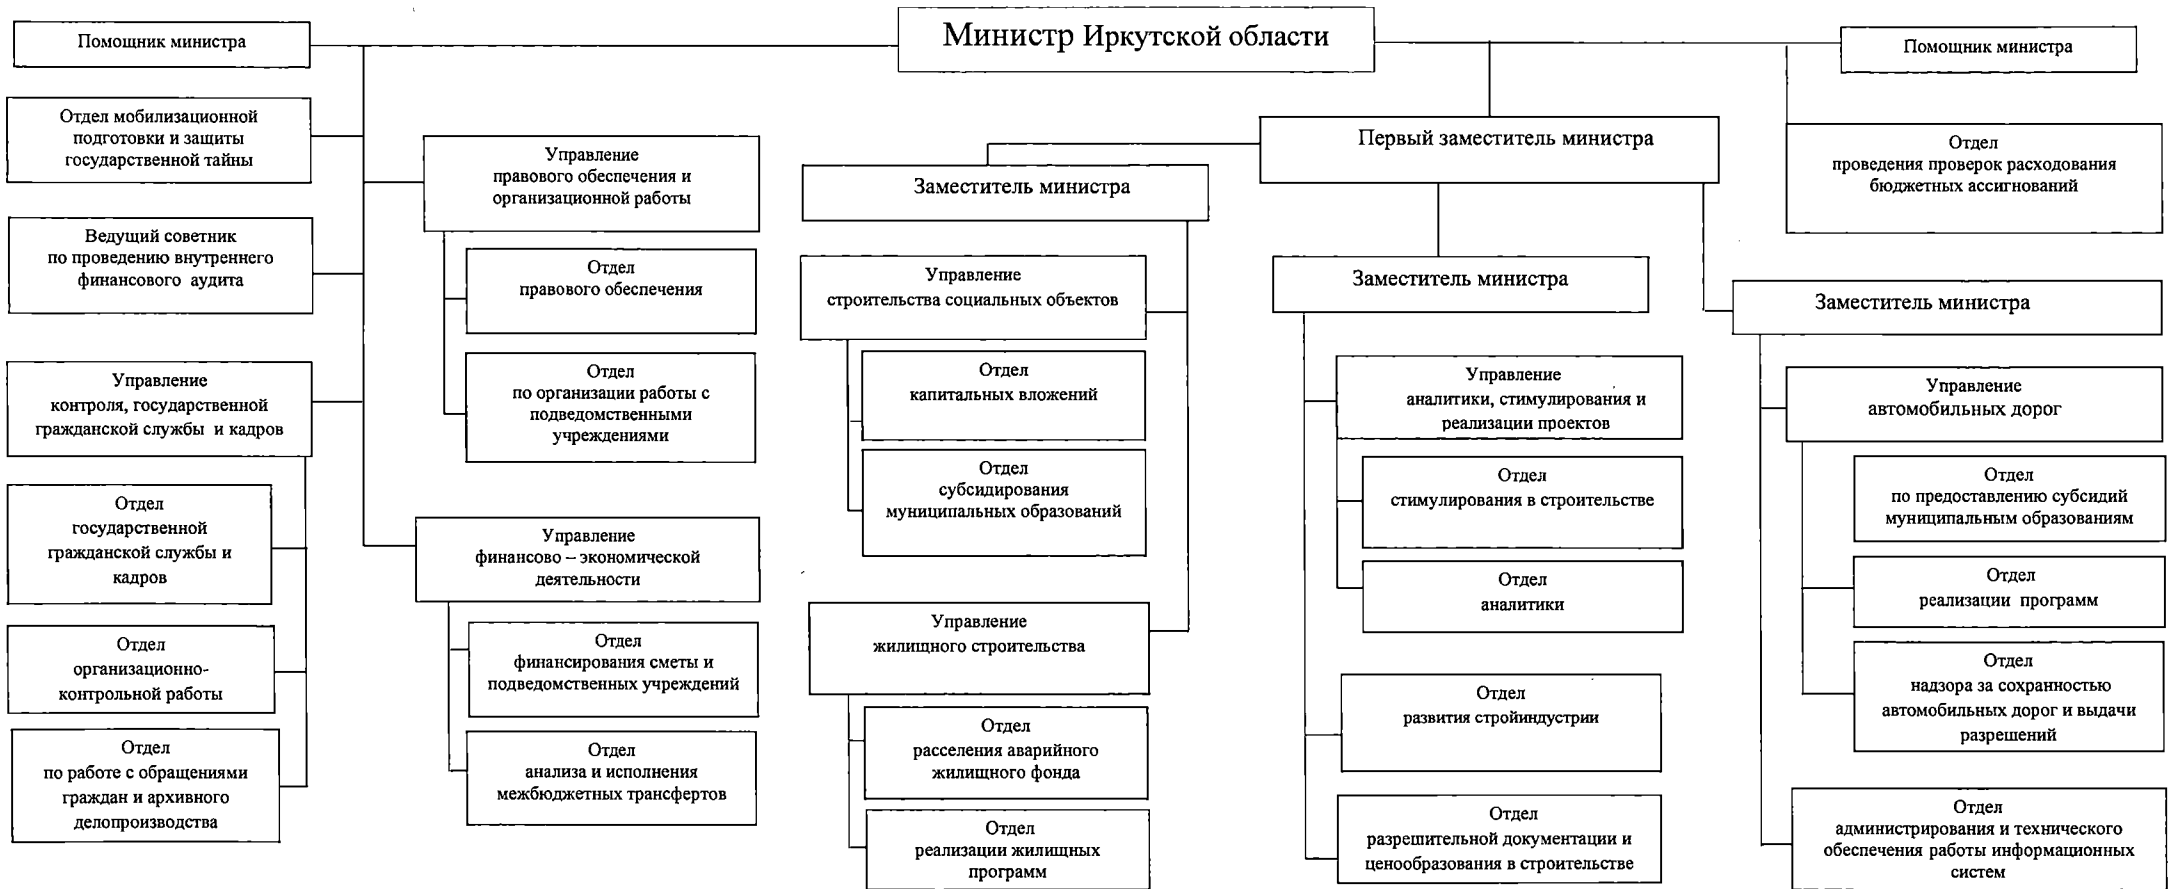 Министр Иркутской области
Помощник министра
Помощник министра
Отдел мобилизационной
подготовки и защиты
государственной тайны
Ведущий советник
по проведению внутреннего
финансового аудита
Управление
контроля, государственной
гражданской службы и кадров
Отдел
государственной
гражданской службы и
кадров
Отдел
организационно-
контрольной работы
Отдел
по работе с обращениями
граждан и архивного
делопроизводства
Управление
правового обеспечения и
организационной работы
Отдел
правового обеспечения
Отдел
по организации работы с
подведомственными
учреждениями
Управление
финансово – экономической
деятельности
Отдел
финансирования сметы и
подведомственных учреждений
Отдел
анализа и исполнения
межбюджетных трансфертов
Первый заместитель министра
Заместитель министра
Управление
строительства социальных объектов
Отдел
капитальных вложений
Отдел
субсидирования
муниципальных образований
Управление
жилищного строительства
Отдел
расселения аварийного
жилищного фонда
Отдел
реализации жилищных
программ
Заместитель министра
Управление
аналитики, стимулирования и
реализации проектов
Отдел
стимулирования в строительстве
Отдел
аналитики
Отдел
развития стройиндустрии
Отдел
разрешительной документации и
ценообразования в строительстве
Отдел
проведения проверок расходования
бюджетных ассигнований
Заместитель министра
Управление
автомобильных дорог
Отдел
по предоставлению субсидий
муниципальным образованиям
Отдел
реализации программ
Отдел
надзора за сохранностью
автомобильных дорог и выдачи
разрешений
Отдел
администрирования и технического
обеспечения работы информационных
систем